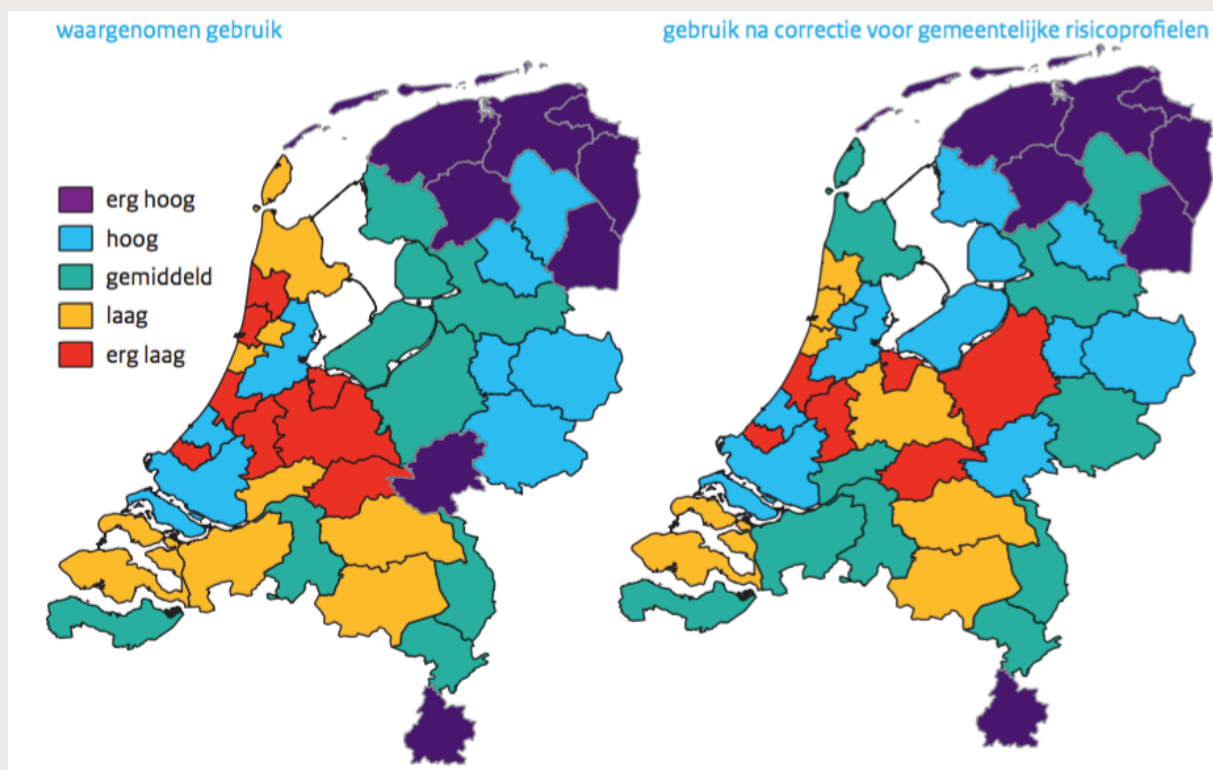 waargenomen gebruik
gebruik na correctie voor gemeentelijke risicoprofielen
erg hoog
hoog
gemiddeld
laag
erg laag